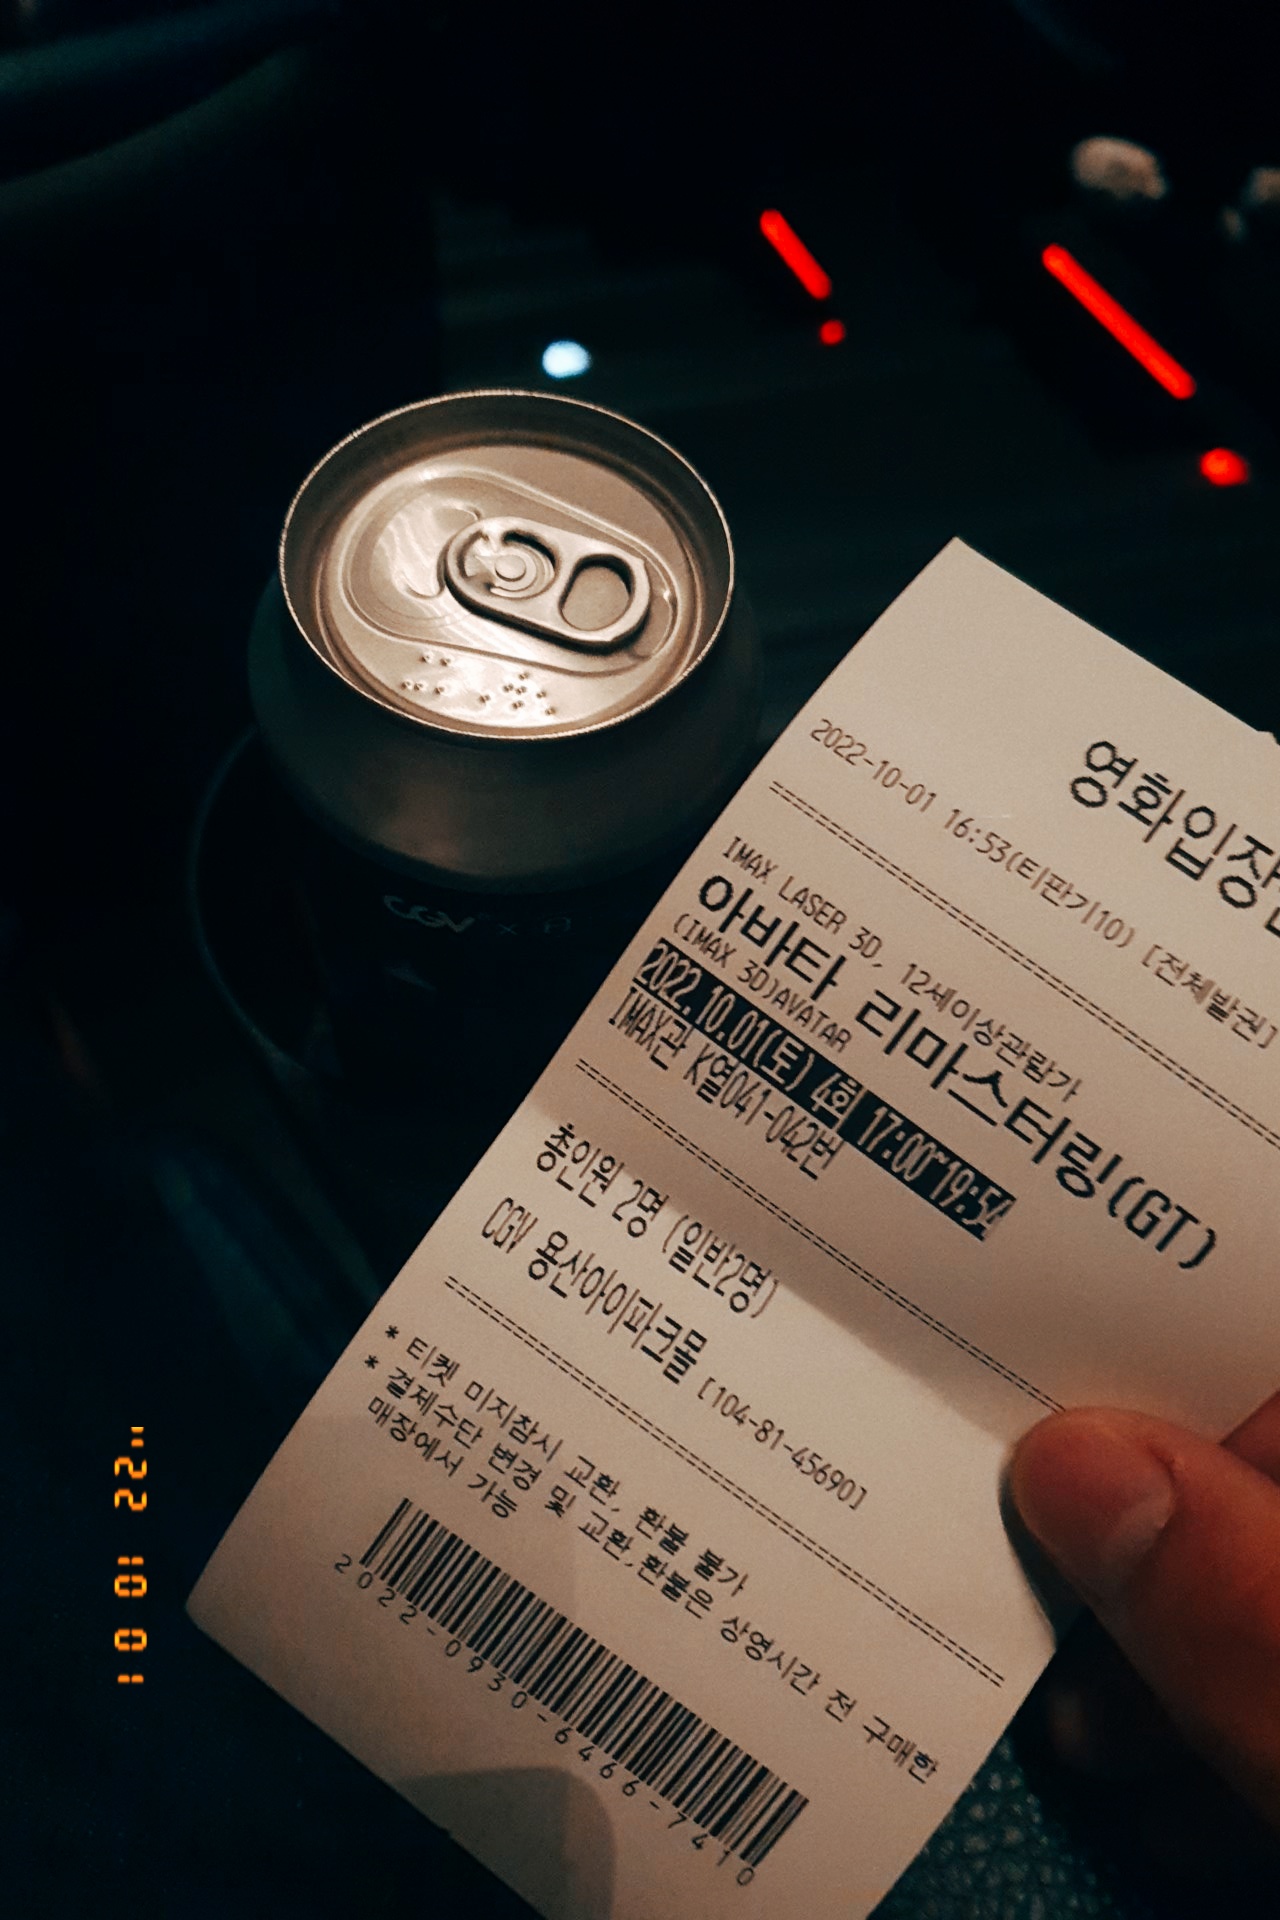 2022-10-01 16:53(티판기10) [전체발권]
IMAX LASER 3D, 12세이상관람가
아바타 리마스터링(GT)
(IMAX 3D)AVATAR
2022.10.01(토) 4회 17:00~19:54
IMAX관 K열041-042번
총인원 2명 (일반2명)
CGV 용산아이파크몰 [104-81-45690]
* 티켓 미지참시 교환, 환불 불가
* 결제수단 변경 및 교환,환불은 상영시간 전 구매한
매장에서 가능
2022-0930-6466-7410
CGV X
10 01 22"